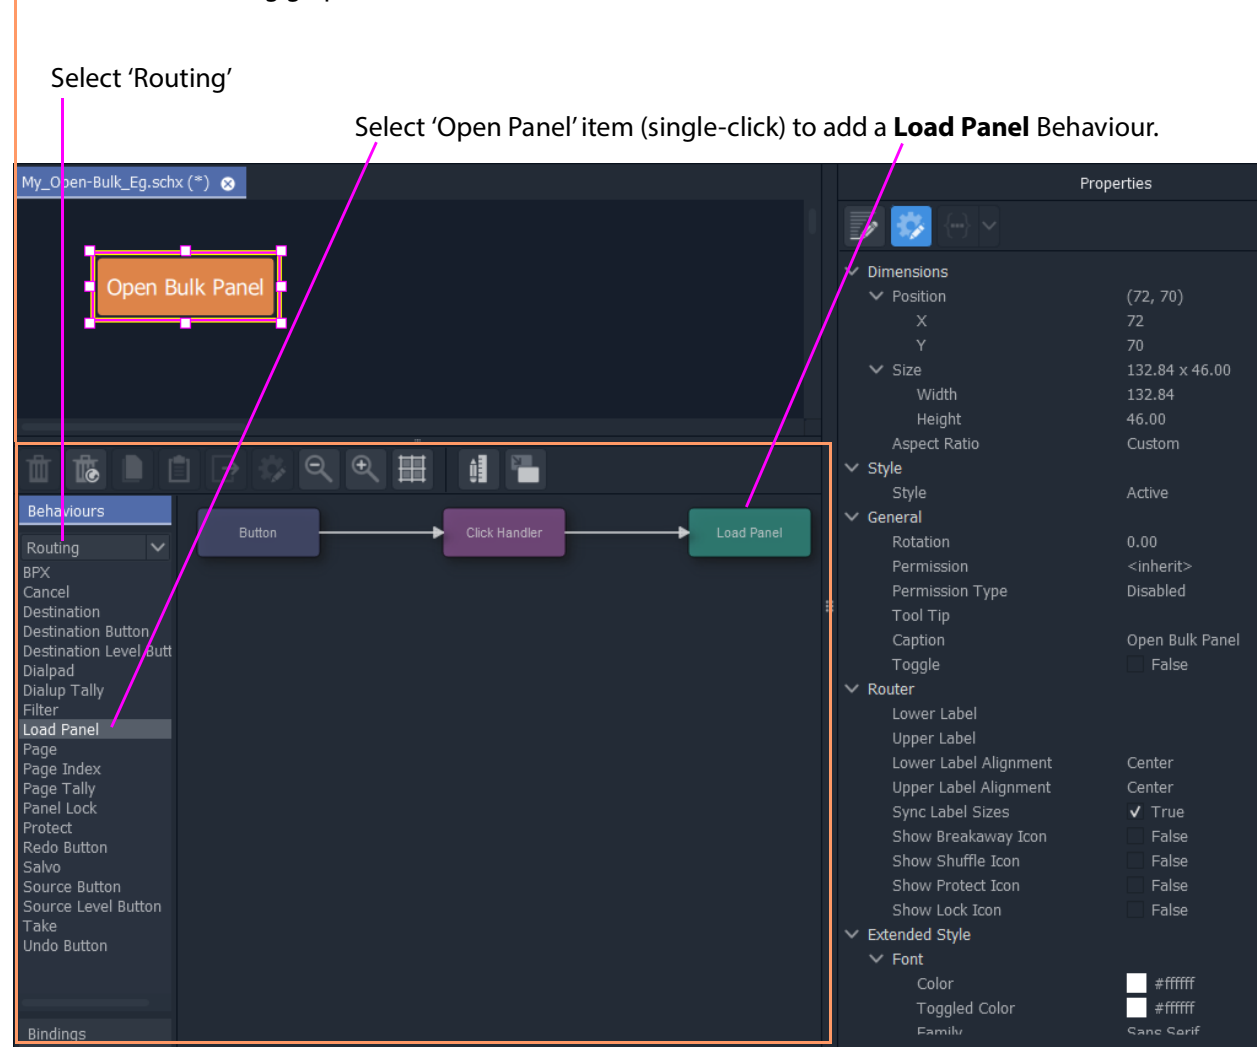 Select ‘Routing’
Select ‘Open Panel’ item (single-click) to add a Load Panel Behaviour.
My_Open-Bulk_Eg.schx (*)
Properties
Open Bulk Panel
Dimensions
Position (72, 70)
X 72
Y 70
Size 132.84 x 46.00
Width 132.84
Height 46.00
Aspect Ratio Custom
Style
Style Active
General
Rotation 0.00
Permission <inherit>
Permission Type Disabled
Tool Tip
Caption Open Bulk Panel
Toggle False
Router
Lower Label
Upper Label
Lower Label Alignment Center
Upper Label Alignment Center
Sync Label Sizes True
Show Breakaway Icon False
Show Shuffle Icon False
Show Protect Icon False
Show Lock Icon False
Extended Style
Font
Color #ffffff
Toggled Color #ffffff
Family Sans Serif
Behaviours
Routing
BPX
Cancel
Destination
Destination Button
Destination Level Butt
Dialpad
Dialup Tally
Filter
Load Panel
Page
Page Index
Page Tally
Panel Lock
Protect
Redo Button
Salvo
Source Button
Source Level Button
Take
Undo Button
Bindings
Button
Click Handler
Load Panel